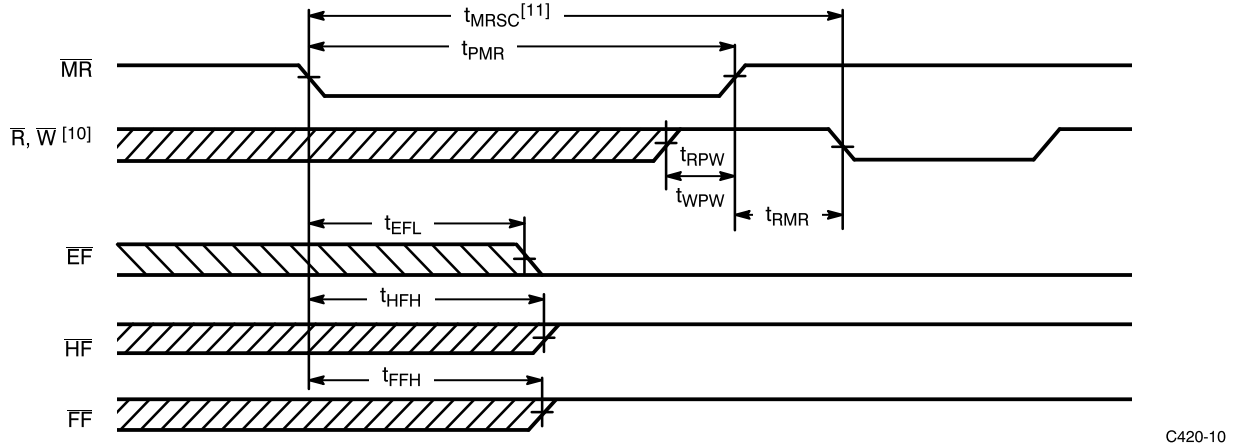 tMRSC[11]
tPMR
MR
R, W [10]
tRPW
tWPW
tRMR
tEFL
EF
tHFH
HF
tFFH
FF
C420-10